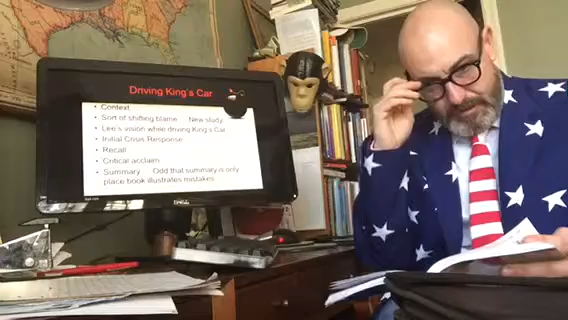 Driving King's Car
Context
Sort of shifting blame New study
Lee's vision while driving King's Car
Initial Crisis Response
Recall
Critical acclaim
Summary Odd that summary is only
place book illustrates mistakes
DELL